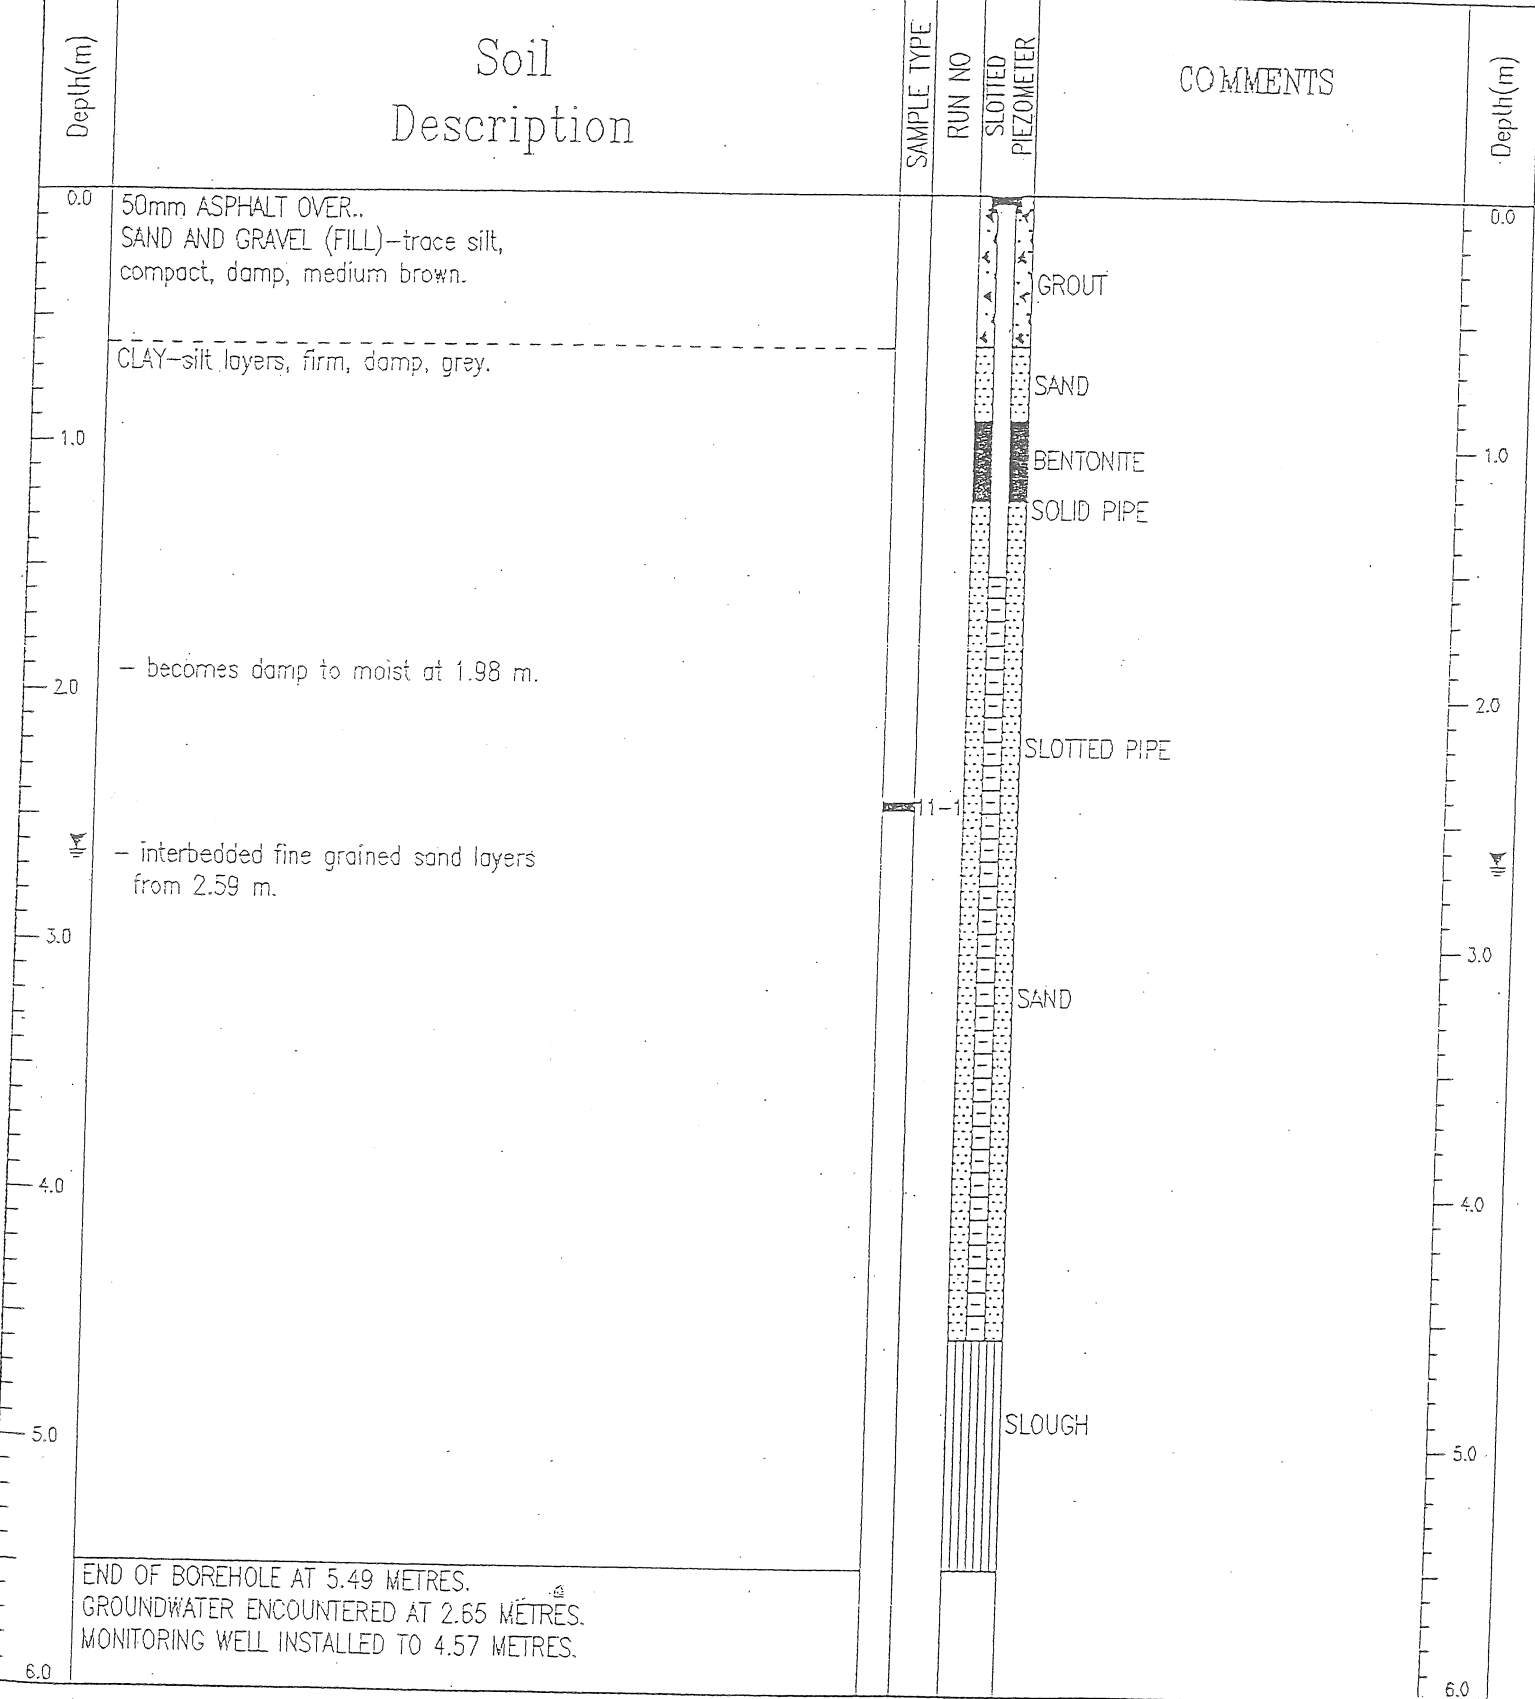 Depth(m)
Soil
Description
SAMPLE TYPE
RUN NO
SLOTTED
PIEZOMETER
COMMENTS
Depth(m)
0.0
50mm ASPHALT OVER..
SAND AND GRAVEL (FILL)-trace silt,
compact, damp, medium brown.
0.0
GROUT
CLAY-silt layers, firm, damp, grey.
SAND
1.0
BENTONITE
1.0
SOLID PIPE
- becomes damp to moist at 1.98 m.
2.0
2.0
SLOTTED PIPE
11-1
- interbedded fine grained sand layers
from 2.59 m.
3.0
3.0
SAND
4.0
4.0
SLOUGH
5.0
5.0
END OF BOREHOLE AT 5.49 METRES.
GROUNDWATER ENCOUNTERED AT 2.65 METRES.
MONITORING WELL INSTALLED TO 4.57 METRES.
6.0
6.0